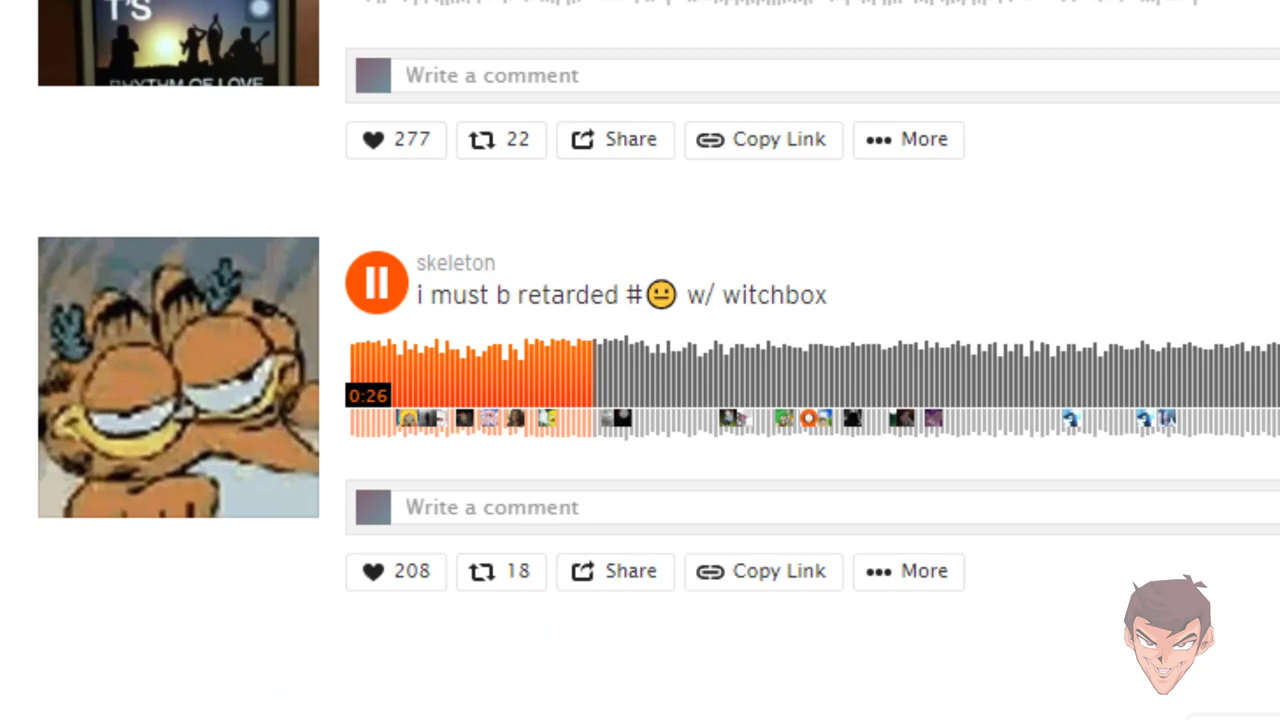 T'S
RHYTHM OF LOVE
Write a comment
277 22 Share Copy Link More
skeleton
i must b retarded #😐 w/ witchbox
0:26
Write a comment
208 18 Share Copy Link More